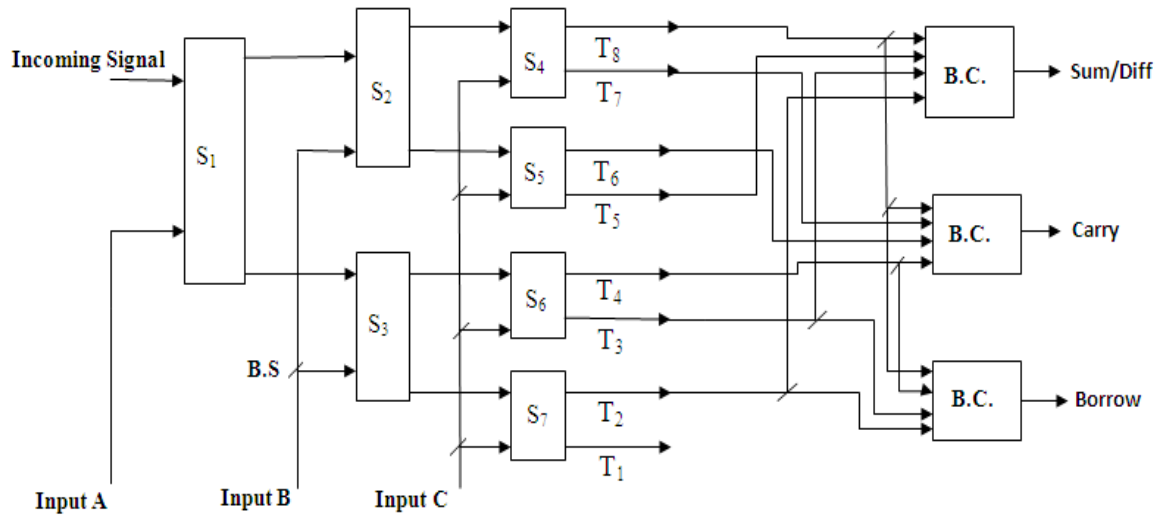 Incoming Signal
S1
S2
S3
S4
S5
S6
S7
T8
T7
T6
T5
T4
T3
T2
T1
B.C.
Sum/Diff
B.C.
Carry
B.C.
Borrow
B.S
Input A
Input B
Input C